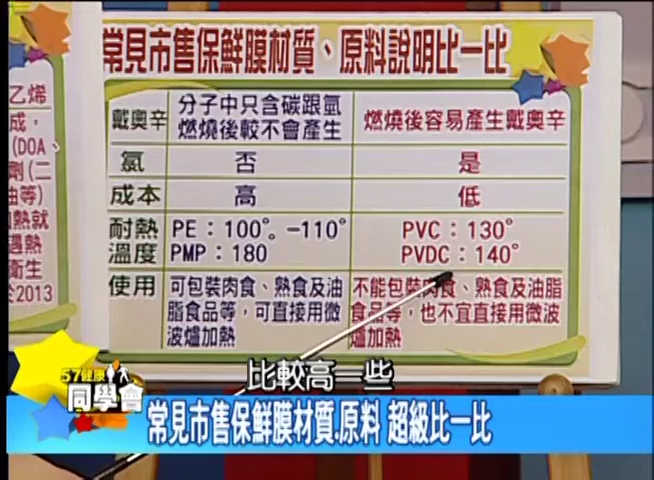 常見市售保鮮膜材質、原料說明比一比
乙烯
成，
(DOA、
劑(二
油等)
加熱就
遇熱
衛生
於2013
戴奧辛
分子中只含碳跟氫
燃燒後較不會產生
燃燒後容易產生戴奧辛
氯
否
是
成本
高
低
耐熱
溫度
PE：100°。-110°
PMP：180
PVC：130°
PVDC：140°
使用
可包裝肉食、熟食及油
脂食品等，可直接用微
波爐加熱
不能包裝肉食、熟食及油脂
食品等，也不宜直接用微波
爐加熱
比較高一些
57健康
同學會
常見市售保鮮膜材質.原料 超級比一比